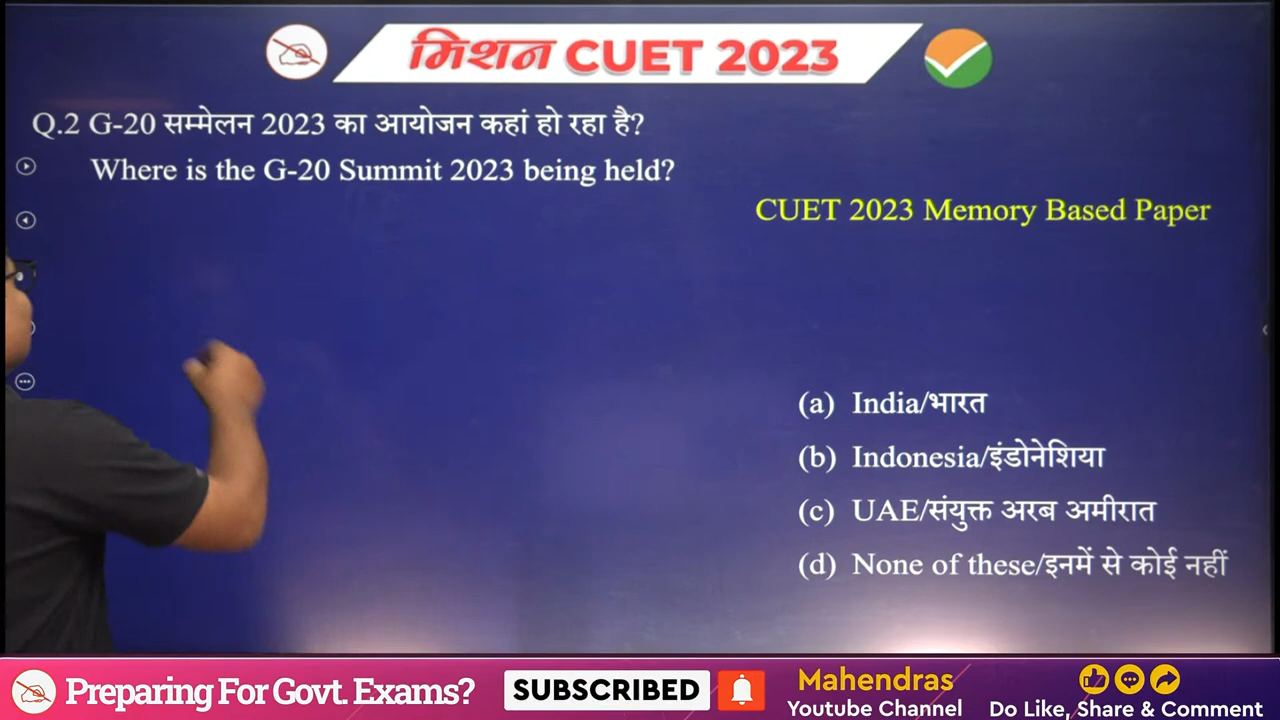 मिशन CUET 2023
Q.2 G-20 सम्मेलन 2023 का आयोजन कहां हो रहा है?
Where is the G-20 Summit 2023 being held?
CUET 2023 Memory Based Paper
(a) India/भारत
(b) Indonesia/इंडोनेशिया
(c) UAE/संयुक्त अरब अमीरात
(d) None of these/इनमें से कोई नहीं
Preparing For Govt. Exams?
SUBSCRIBED
Mahendras
Youtube Channel
Do Like, Share & Comment